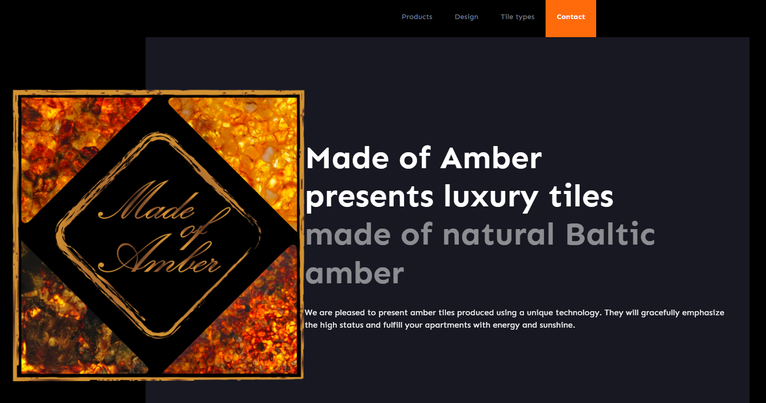 Products Design Tile types Contact
Made of Amber
presents luxury tiles
made of natural Baltic
amber
Made
of
Amber
We are pleased to present amber tiles produced using a unique technology. They will gracefully emphasize
the high status and fulfill your apartments with energy and sunshine.